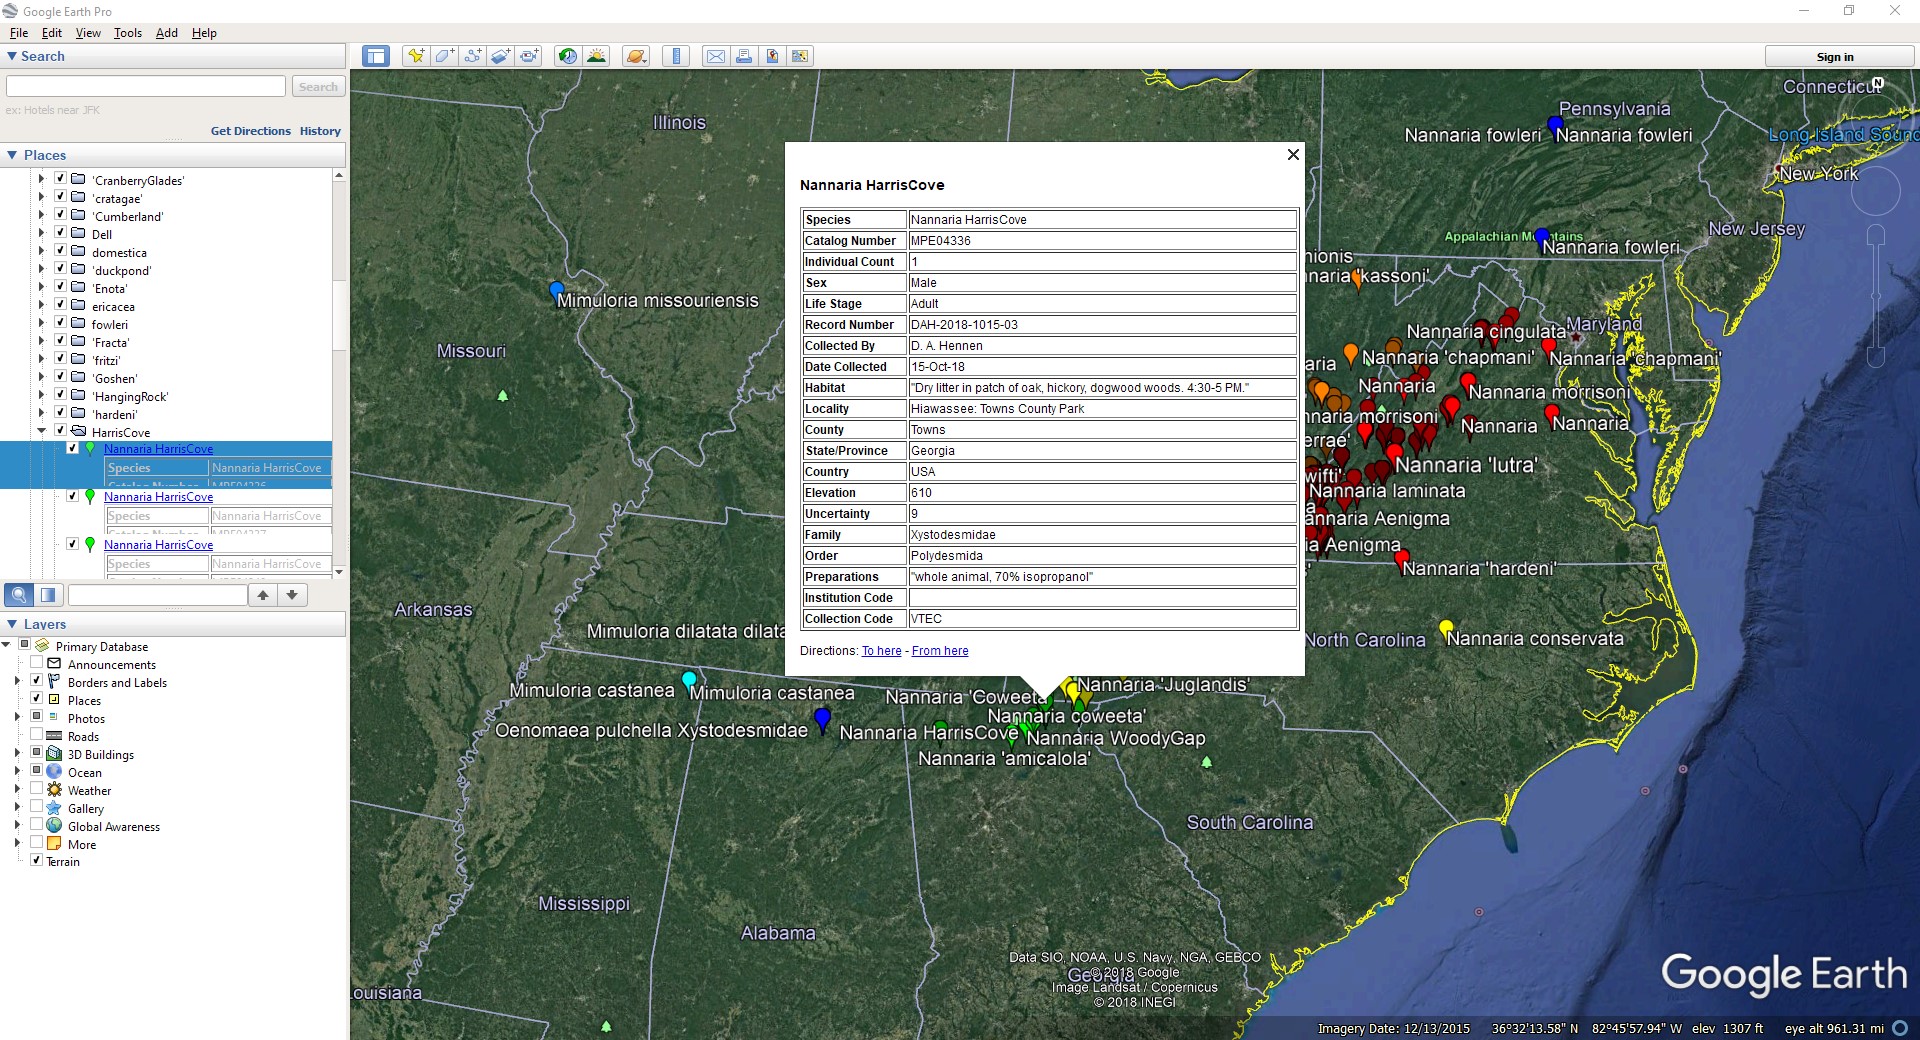 Google Earth Pro
File Edit View Tools Add Help
Search
Search
ex: Hotels near JFK
Get Directions History
Places
'CranberryGlades'
'cratagae'
'Cumberland'
Dell
domestica
'duckpond'
'Enota'
ericacea
fowleri
'Fracta'
'fritzi'
'Goshen'
'HangingRock'
'hardeni'
HarrisCove
Nannaria HarrisCove
Species Nannaria HarrisCove
Catalog Number MPE04336
Nannaria HarrisCove
Species Nannaria HarrisCove
Nannaria HarrisCove
Species Nannaria HarrisCove
Layers
Primary Database
Announcements
Borders and Labels
Places
Photos
Roads
3D Buildings
Ocean
Weather
Gallery
Global Awareness
More
Terrain
Sign in
N
Nannaria HarrisCove
Species Nannaria HarrisCove
Catalog Number MPE04336
Individual Count 1
Sex Male
Life Stage Adult
Record Number DAH-2018-1015-03
Collected By D. A. Hennen
Date Collected 15-Oct-18
Habitat "Dry litter in patch of oak, hickory, dogwood woods. 4:30-5 PM."
Locality Hiawassee: Towns County Park
County Towns
State/Province Georgia
Country USA
Elevation 610
Uncertainty 9
Family Xystodesmidae
Order Polydesmida
Preparations "whole animal, 70% isopropanol"
Institution Code
Collection Code VTEC
Directions: To here - From here
Illinois
Connecticut
Pennsylvania
Nannaria fowleri Nannaria fowleri
Long Island Sound
New York
New Jersey
Appalachian Mountains
Nannaria fowleri
nionis
nnaria 'kassoni'
Mimuloria missouriensis
Missouri
Nannaria cingulata
Maryland
aria
Nannaria 'chapmani'
Nannaria 'chapmani'
Nannaria
Nannaria morrisoni
nnaria morrisoni
Nannaria
Nannaria
errae'
Nannaria 'lutra'
wifti'
Nannaria laminata
annaria Aenigma
ia Aenigma
Nannaria 'hardeni'
Arkansas
Mimuloria dilatata dilata
North Carolina
Nannaria conservata
Mimuloria castanea Mimuloria castanea
Nannaria 'Coweeta
Nannaria 'Juglandis'
Nannaria coweeta'
Oenomaea pulchella Xystodesmidae
Nannaria HarrisCove
Nannaria WoodyGap
Nannaria 'amicalola'
South Carolina
Mississippi
Alabama
Georgia
Louisiana
Data SIO, NOAA, U.S. Navy, NGA, GEBCO
© 2018 Google
Image Landsat / Copernicus
© 2018 INEGI
Google Earth
Imagery Date: 12/13/2015 36°32'13.58" N 82°45'57.94" W elev 1307 ft eye alt 961.31 mi